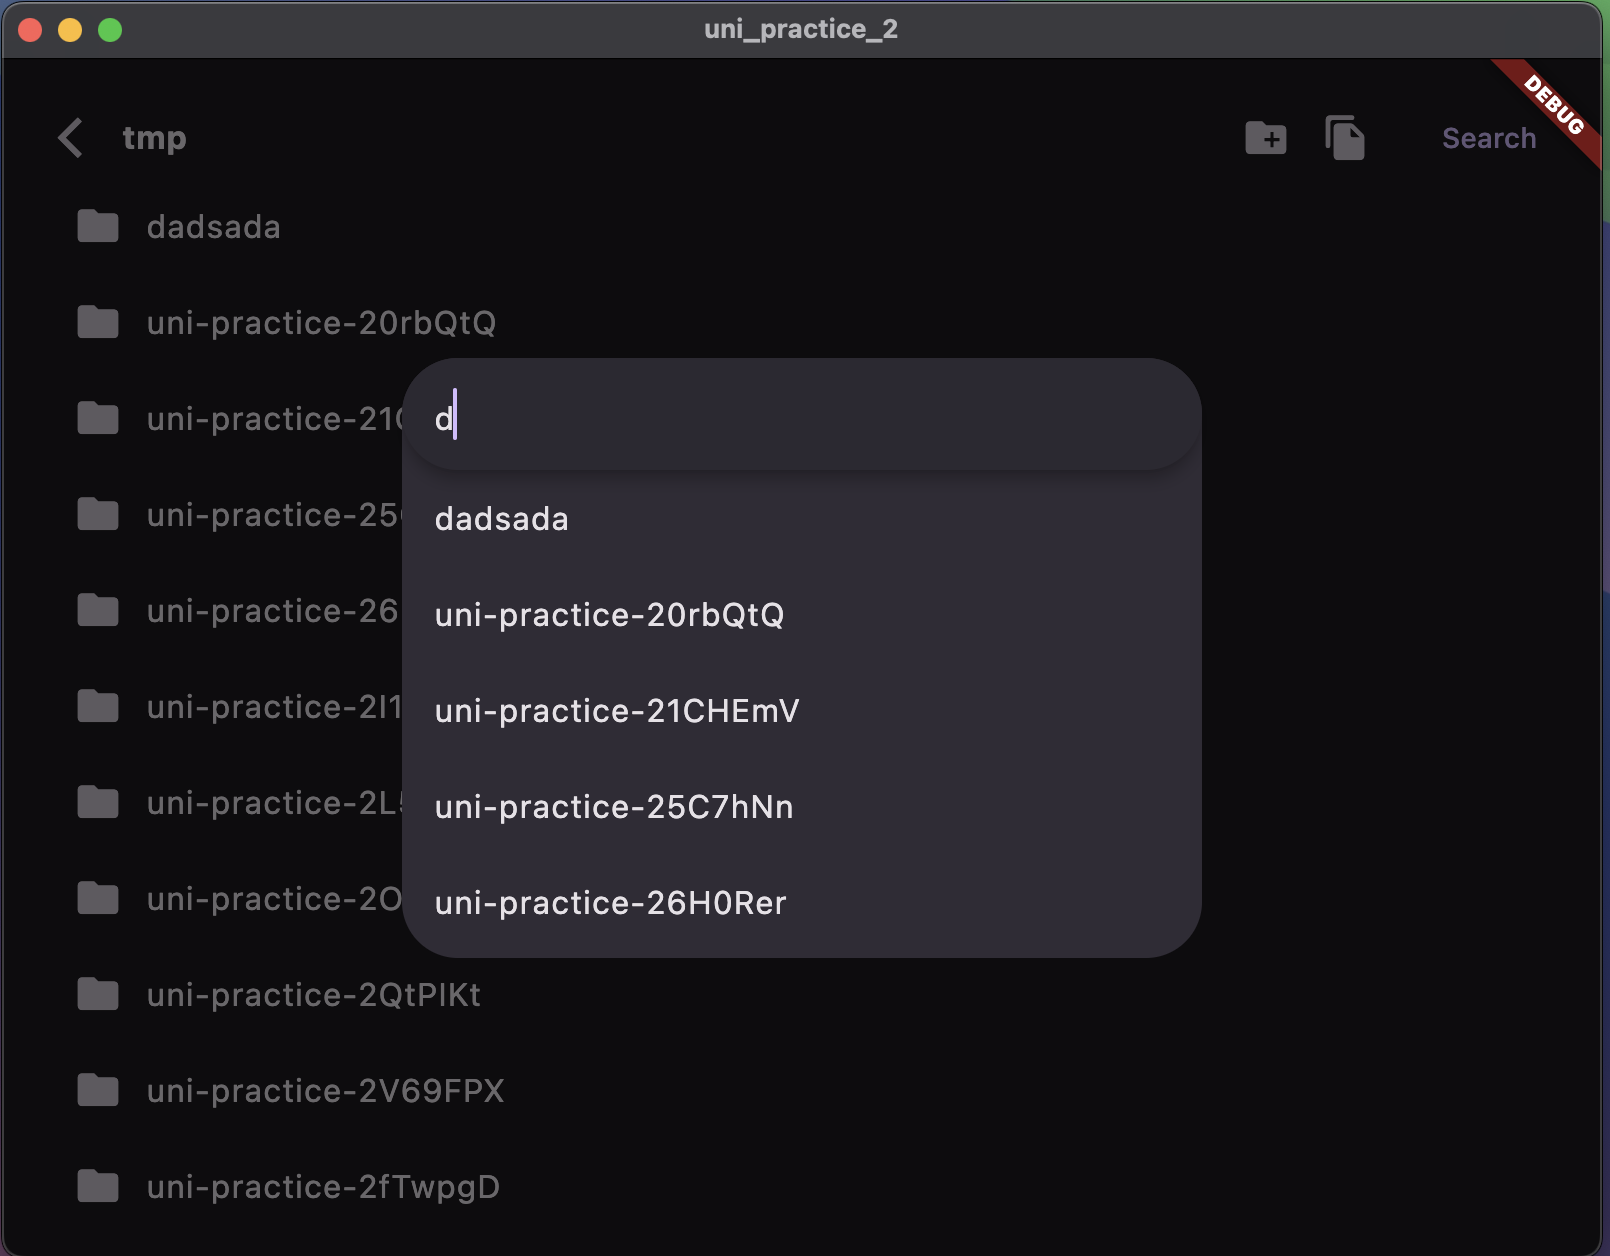 uni_practice_2
DEBUG
tmp
Search
dadsada
uni-practice-20rbQtQ
uni-practice-21
uni-practice-25
uni-practice-26
uni-practice-2I1
uni-practice-2L5
uni-practice-2O
uni-practice-2QtPIKt
uni-practice-2V69FPX
uni-practice-2fTwpgD
d
dadsada
uni-practice-20rbQtQ
uni-practice-21CHEmV
uni-practice-25C7hNn
uni-practice-26H0Rer